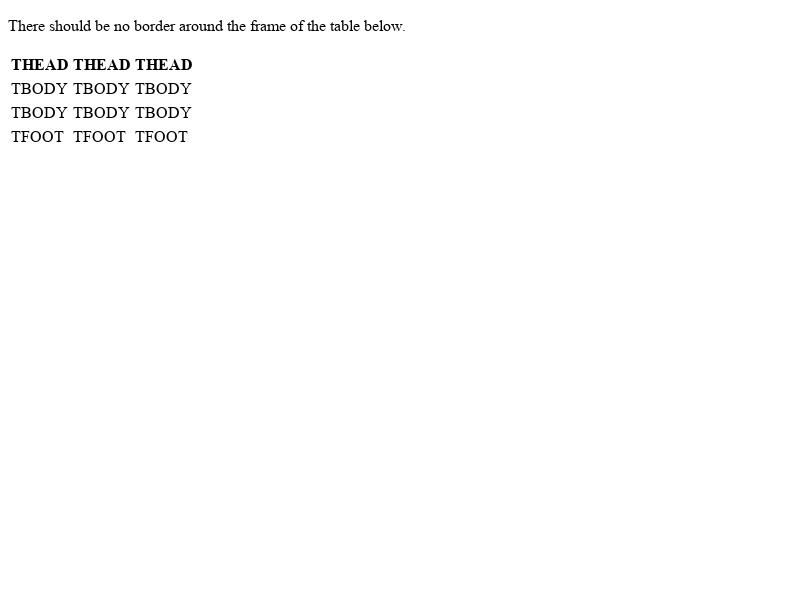 There should be no border around the frame of the table below.
THEAD THEAD THEAD
TBODY TBODY TBODY
TBODY TBODY TBODY
TFOOT TFOOT TFOOT